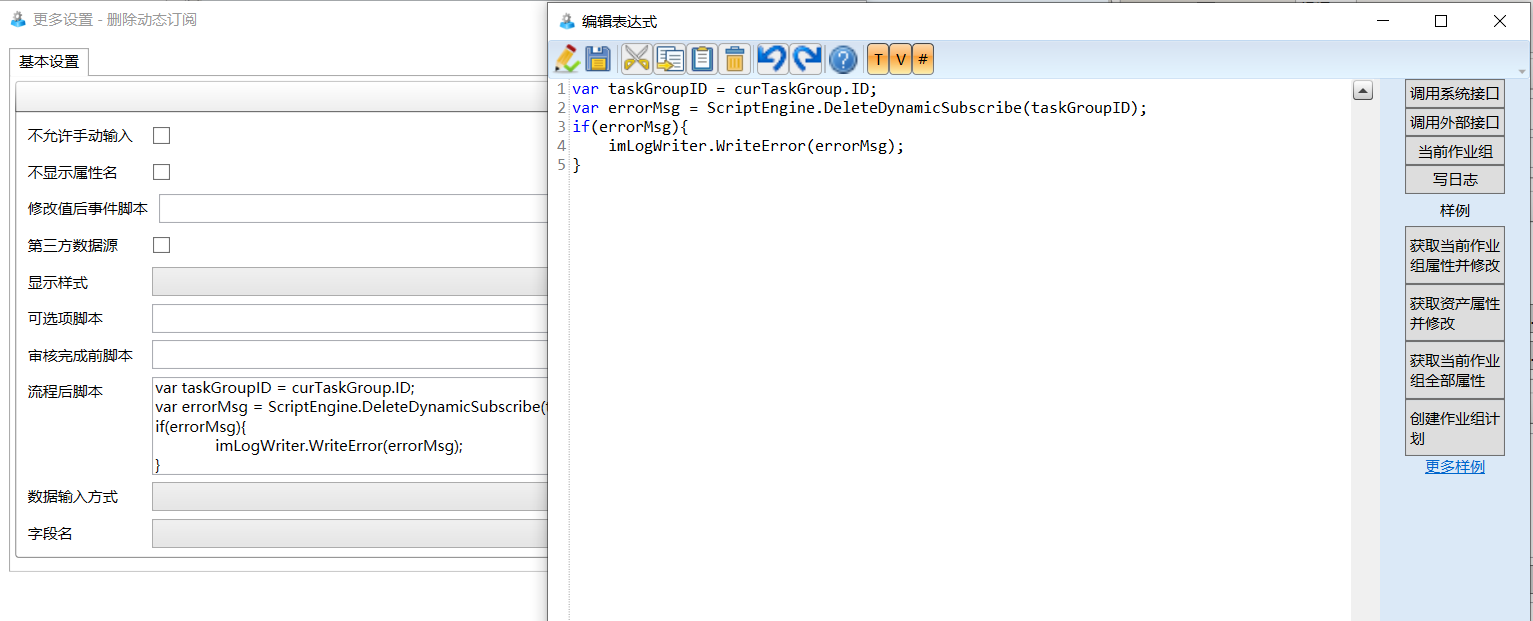 更多设置 - 删除动态订阅
基本设置
不允许手动输入
不显示属性名
修改值后事件脚本
第三方数据源
显示样式
可选项脚本
审核完成前脚本
流程后脚本
var taskGroupID = curTaskGroup.ID;
var errorMsg = ScriptEngine.DeleteDynamicSubscribe(
if(errorMsg){
imLogWriter.WriteError(errorMsg);
}
数据输入方式
字段名
编辑表达式
T V #
1 var taskGroupID = curTaskGroup.ID;
2 var errorMsg = ScriptEngine.DeleteDynamicSubscribe(taskGroupID);
3 if(errorMsg){
4 imLogWriter.WriteError(errorMsg);
5 }
调用系统接口
调用外部接口
当前作业组
写日志
样例
获取当前作业
组属性并修改
获取资产属性
并修改
获取当前作业
组全部属性
创建作业组计
划
更多样例